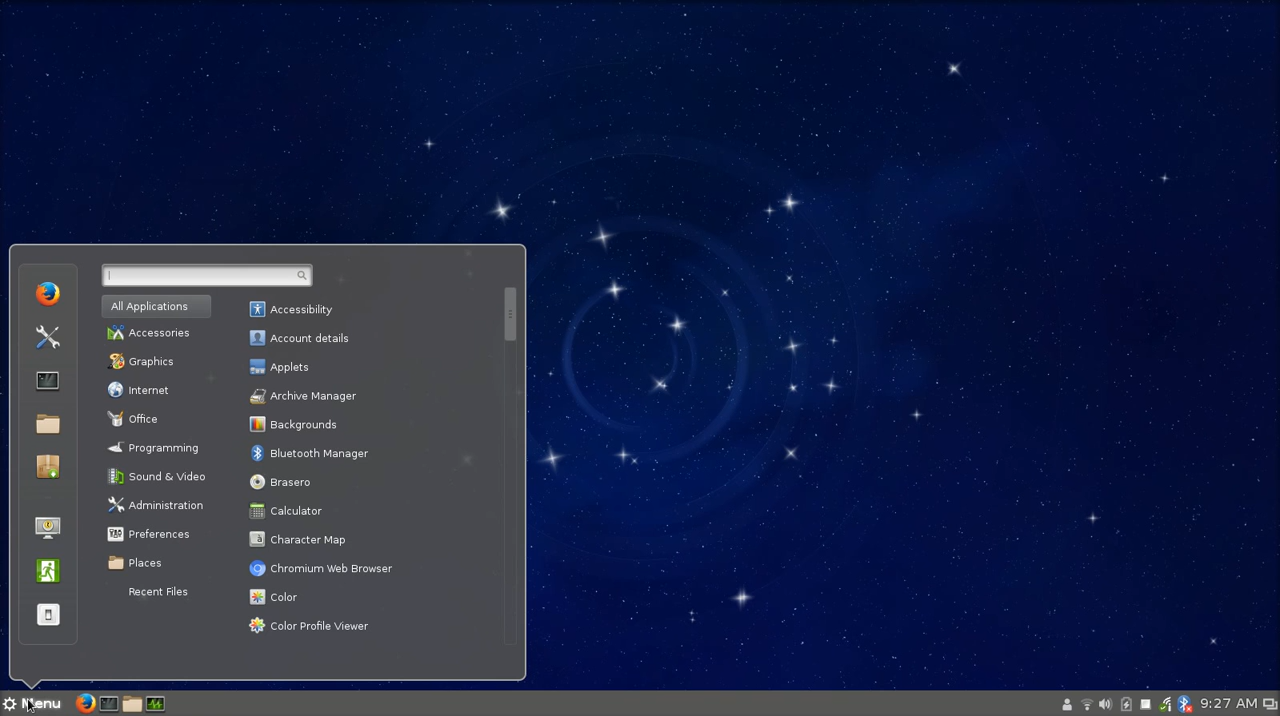 All Applications
Accessories
Graphics
Internet
Office
Programming
Sound & Video
Administration
Preferences
Places
Recent Files
Accessibility
Account details
Applets
Archive Manager
Backgrounds
Bluetooth Manager
Brasero
Calculator
Character Map
Chromium Web Browser
Color
Color Profile Viewer
Menu
9:27 AM